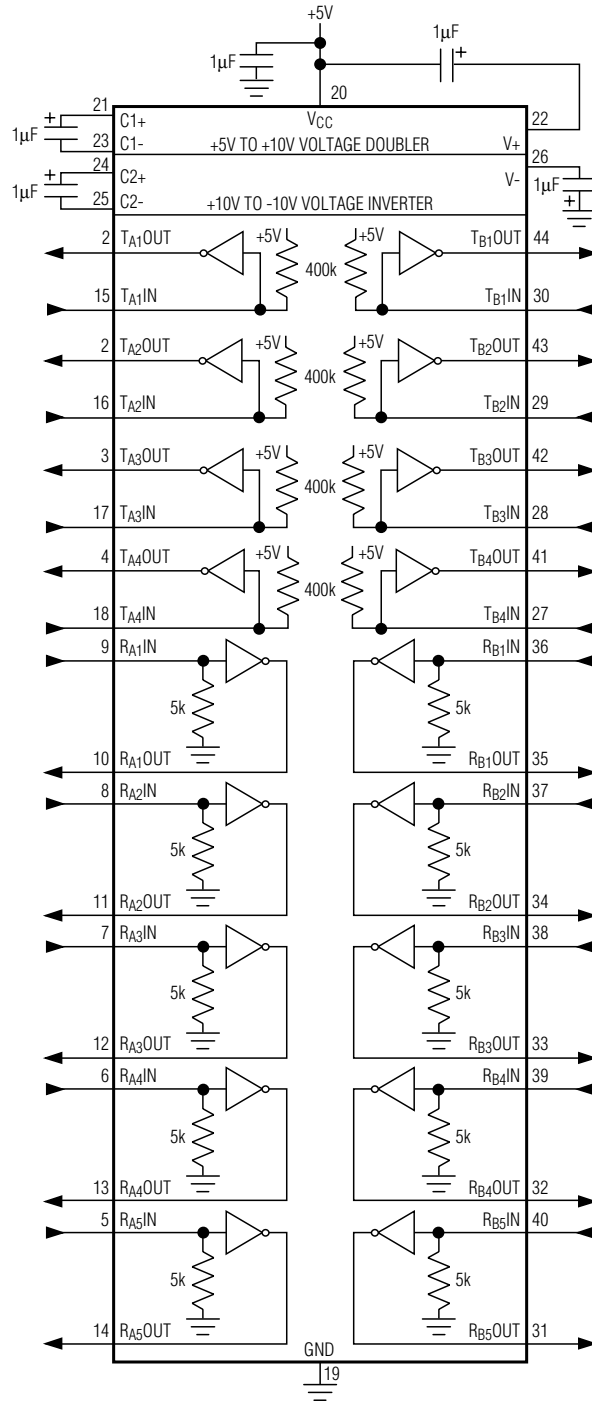 +5V
1µF
1µF
20
21
1µF
23
24
1µF
25
C1+
C1-
C2+
C2-
VCC
+5V TO +10V VOLTAGE DOUBLER
+10V TO -10V VOLTAGE INVERTER
V+
V-
22
26
1µF
2 TA1OUT +5V +5V TB1OUT 44
400k
15 TA1IN TB1IN 30
2 TA2OUT +5V +5V TB2OUT 43
400k
16 TA2IN TB2IN 29
3 TA3OUT +5V +5V TB3OUT 42
400k
17 TA3IN TB3IN 28
4 TA4OUT +5V +5V TB4OUT 41
400k
18 TA4IN TB4IN 27
9 RA1IN RB1IN 36
5k 5k
10 RA1OUT RB1OUT 35
8 RA2IN RB2IN 37
5k 5k
11 RA2OUT RB2OUT 34
7 RA3IN RB3IN 38
5k 5k
12 RA3OUT RB3OUT 33
6 RA4IN RB4IN 39
5k 5k
13 RA4OUT RB4OUT 32
5 RA5IN RB5IN 40
5k 5k
14 RA5OUT RB5OUT 31
GND
19